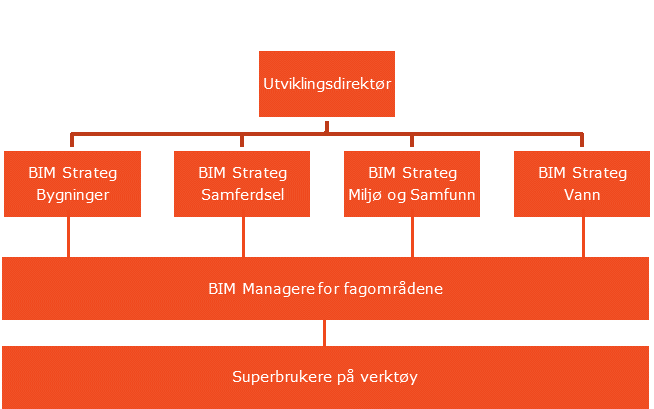 Utviklingsdirektør
BIM Strateg
Bygninger
BIM Strateg
Samferdsel
BIM Strateg
Miljø og Samfunn
BIM Strateg
Vann
BIM Managere for fagområdene
Superbrukere på verktøy